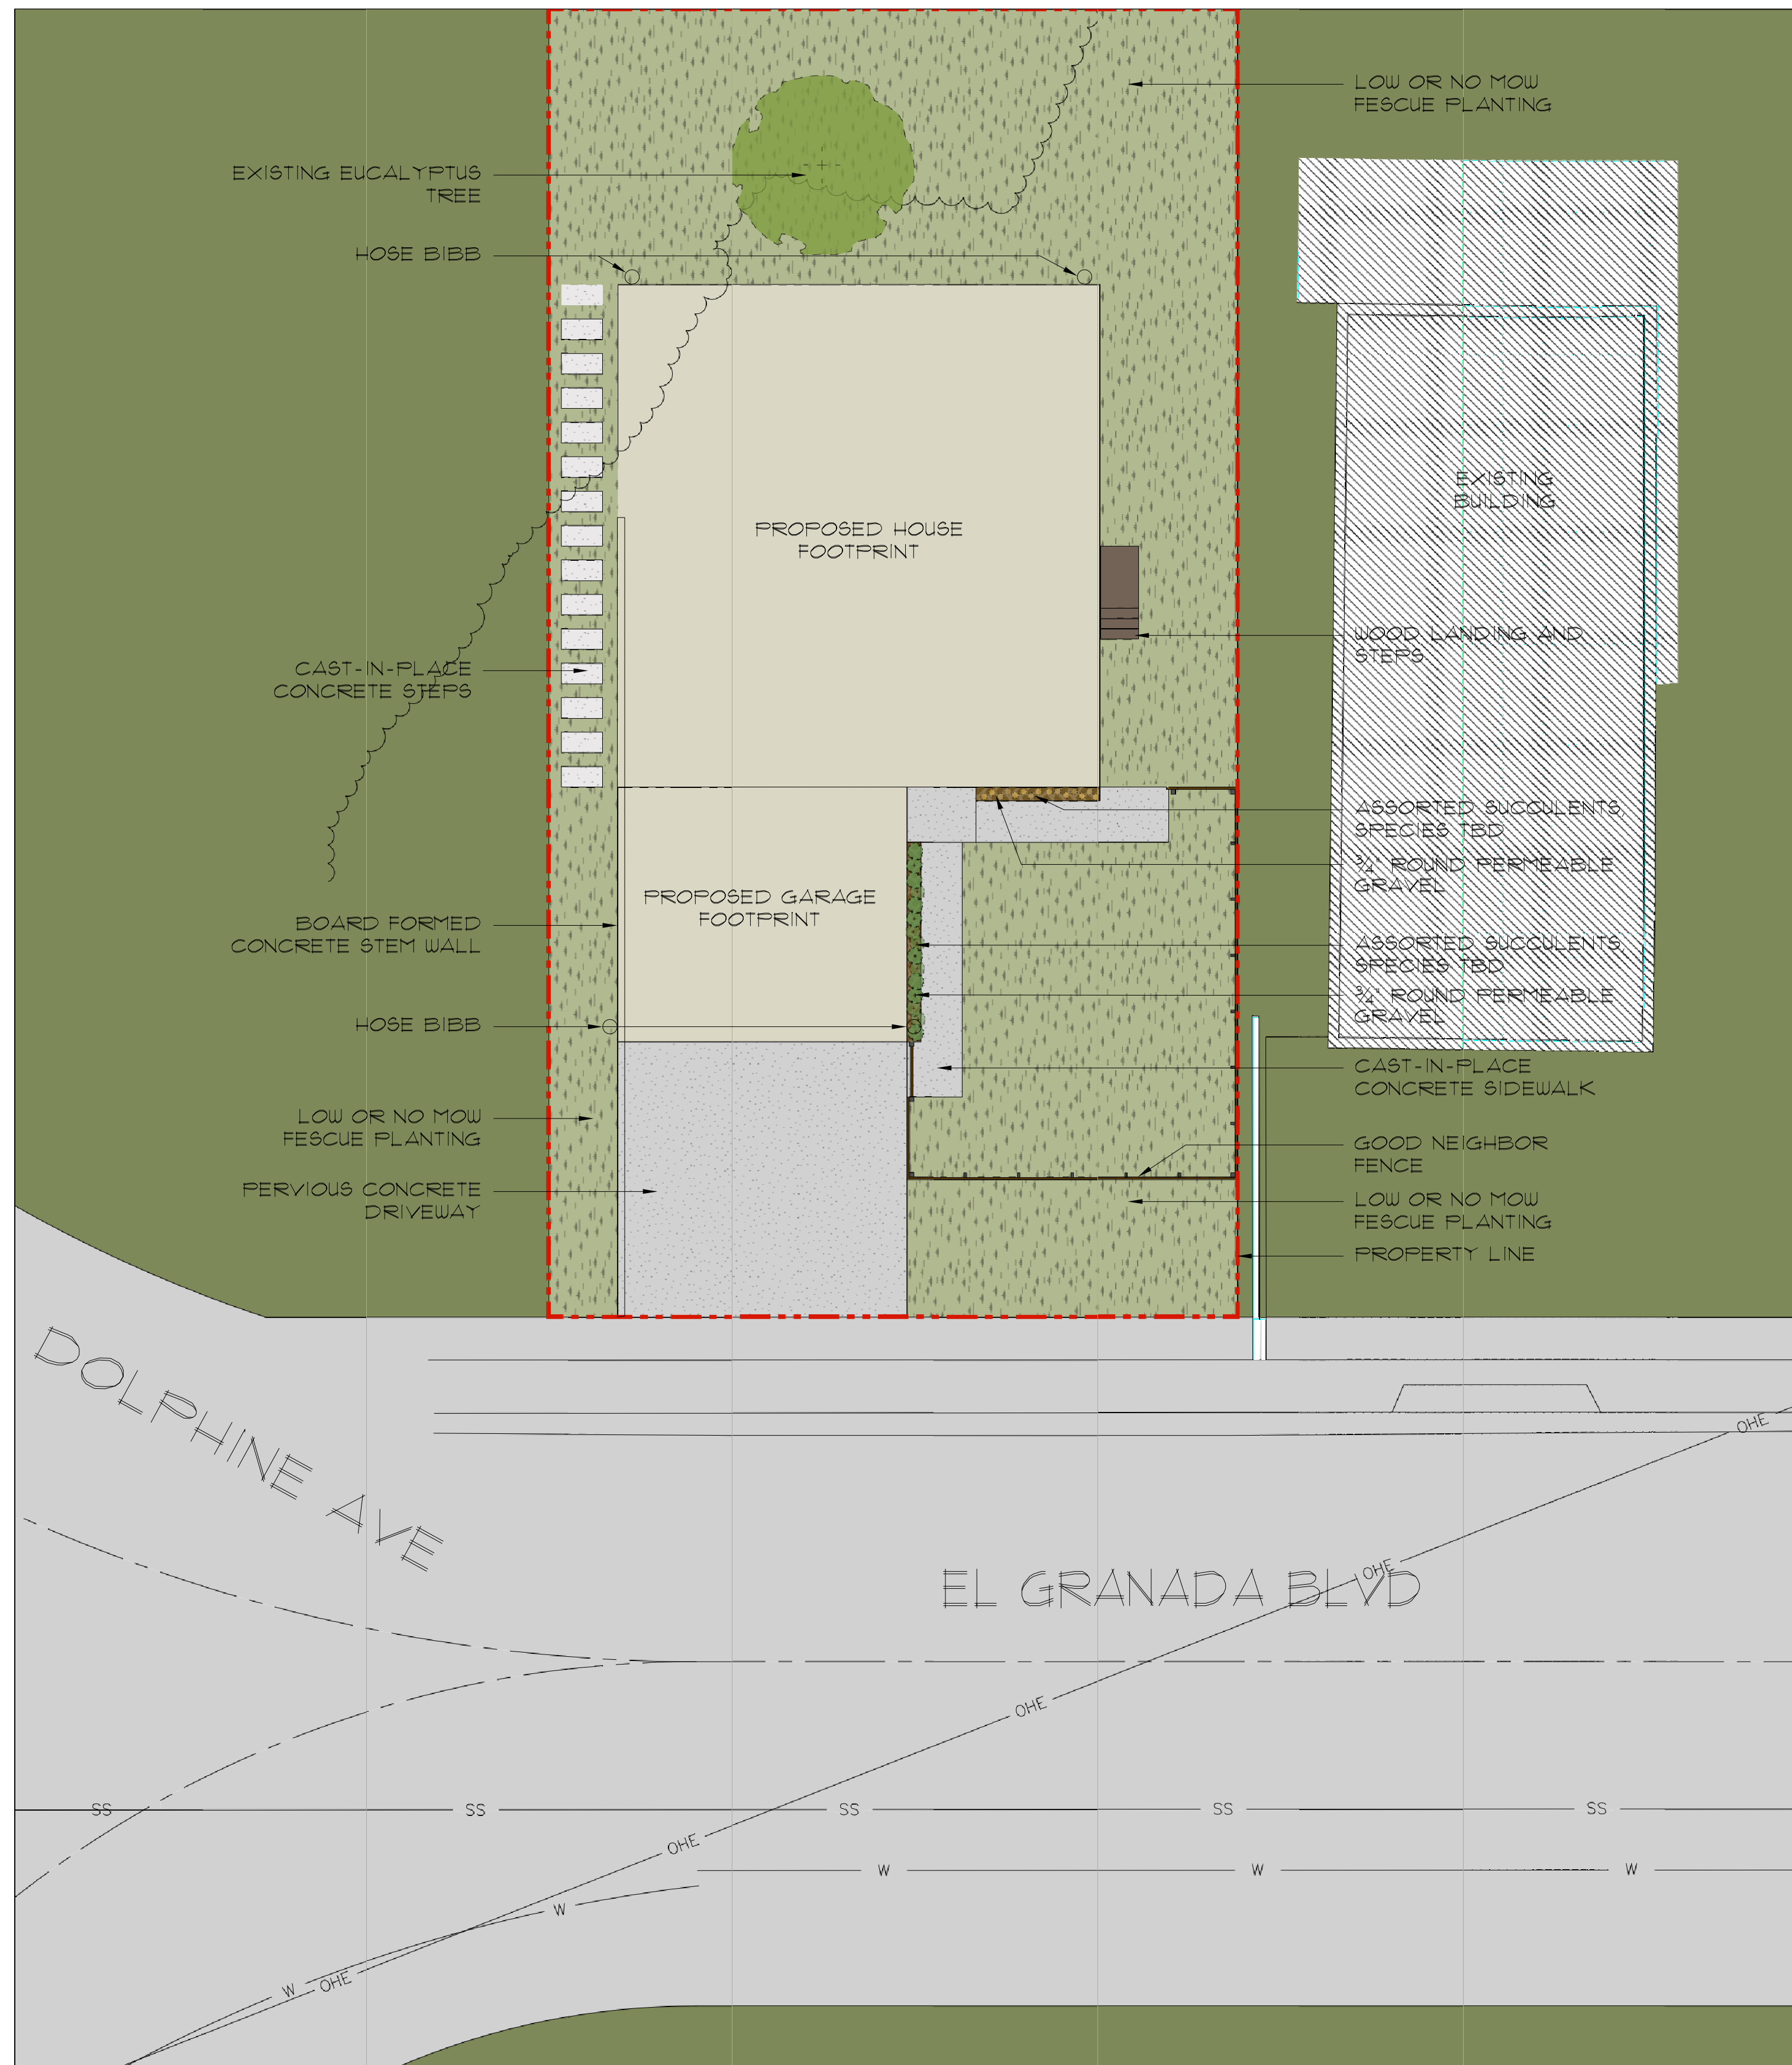 LOW OR NO MOW
FESCUE PLANTING
EXISTING EUCALYPTUS
TREE
HOSE BIBB
EXISTING
BUILDING
PROPOSED HOUSE
FOOTPRINT
WOOD LANDING AND
STEPS
CAST-IN-PLACE
CONCRETE STEPS
ASSORTED SUCCULENTS,
SPECIES TBD
3/4" ROUND PERMEABLE
GRAVEL
PROPOSED GARAGE
FOOTPRINT
BOARD FORMED
CONCRETE STEM WALL
ASSORTED SUCCULENTS,
SPECIES TBD
3/4" ROUND PERMEABLE
GRAVEL
HOSE BIBB
CAST-IN-PLACE
CONCRETE SIDEWALK
LOW OR NO MOW
FESCUE PLANTING
GOOD NEIGHBOR
FENCE
PERVIOUS CONCRETE
DRIVEWAY
LOW OR NO MOW
FESCUE PLANTING
PROPERTY LINE
DOLPHINE AVE
OHE
EL GRANADA BLVD
OHE
OHE
SS
SS
SS
SS
SS
OHE
W
W
W
W
W
OHE